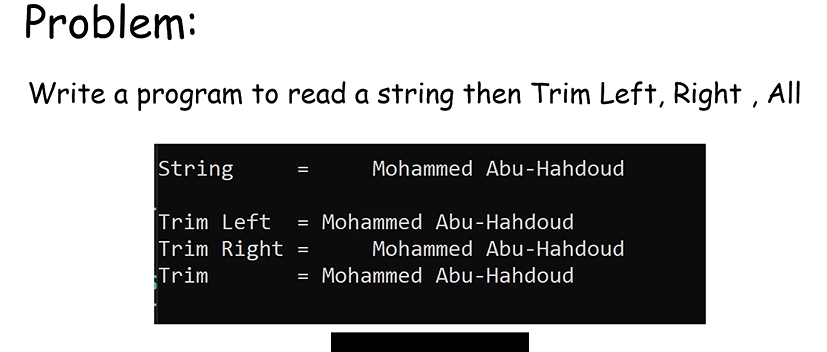 Problem:
Write a program to read a string then Trim Left, Right , All
String     =     Mohammed Abu-Hahdoud
Trim Left  = Mohammed Abu-Hahdoud
Trim Right =     Mohammed Abu-Hahdoud
Trim       = Mohammed Abu-Hahdoud